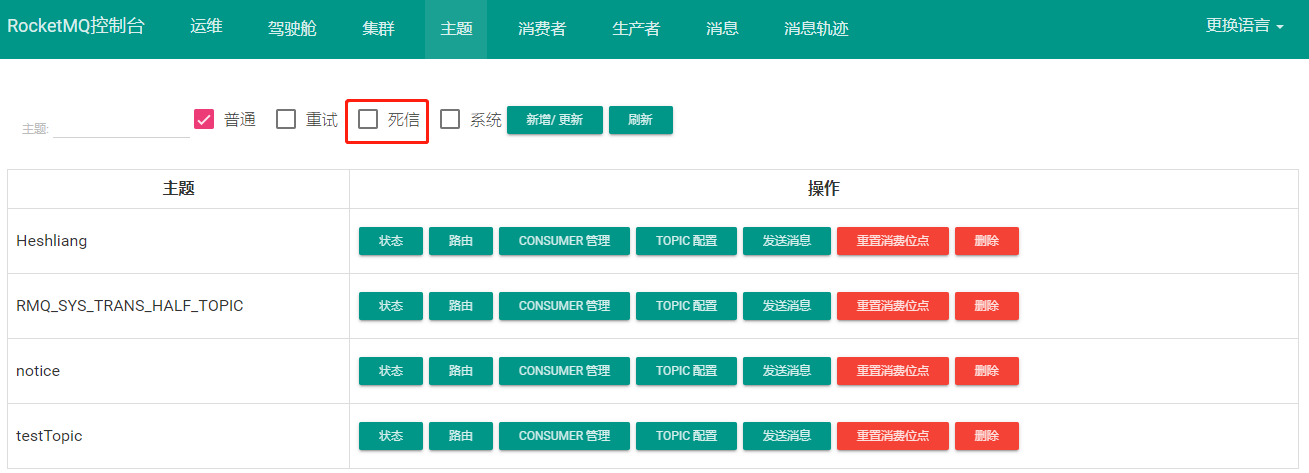 RocketMQ控制台 运维 驾驶舱 集群 主题 消费者 生产者 消息 消息轨迹 更换语言
主题: 普通 重试 死信 系统 新增/ 更新 刷新
主题 操作
Heshliang 状态 路由 CONSUMER 管理 TOPIC 配置 发送消息 重置消费位点 删除
RMQ_SYS_TRANS_HALF_TOPIC 状态 路由 CONSUMER 管理 TOPIC 配置 发送消息 重置消费位点 删除
notice 状态 路由 CONSUMER 管理 TOPIC 配置 发送消息 重置消费位点 删除
testTopic 状态 路由 CONSUMER 管理 TOPIC 配置 发送消息 重置消费位点 删除